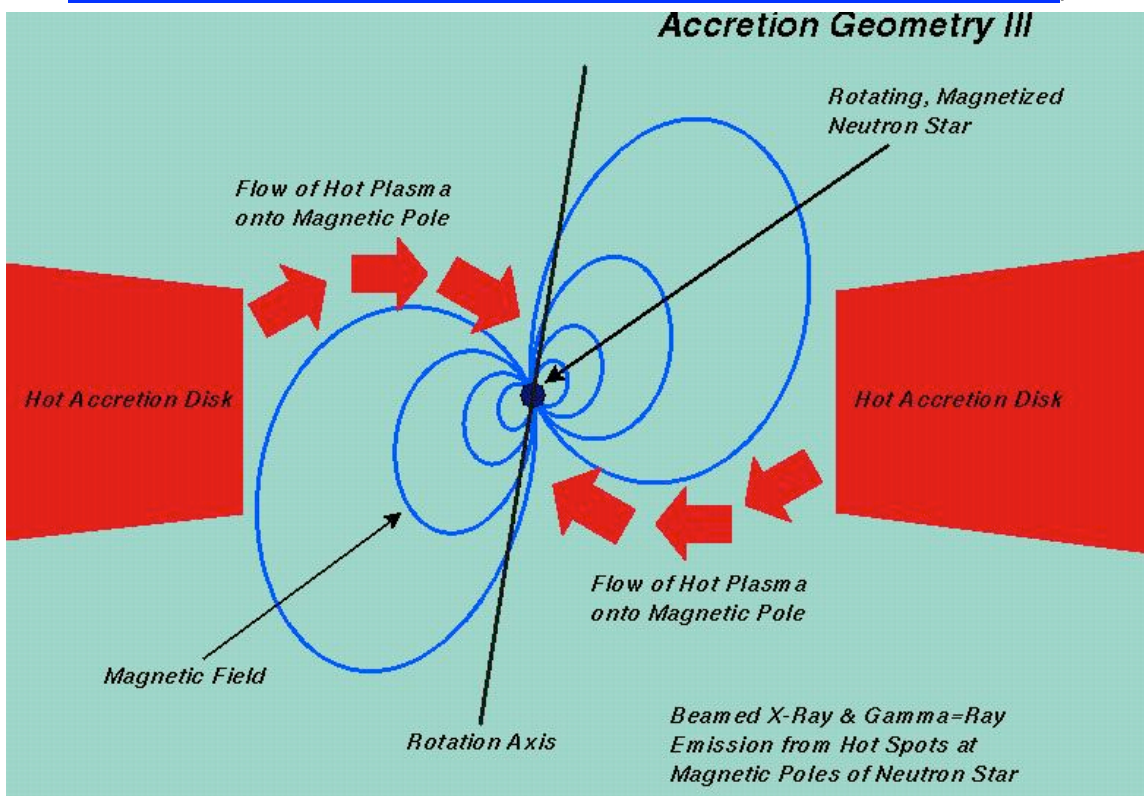 Accretion Geometry III
Rotating, Magnetized
Neutron Star
Flow of Hot Plasma
onto Magnetic Pole
Hot Accretion Disk
Hot Accretion Disk
Flow of Hot Plasma
onto Magnetic Pole
Magnetic Field
Rotation Axis
Beamed X-Ray & Gamma=Ray
Emission from Hot Spots at
Magnetic Poles of Neutron Star